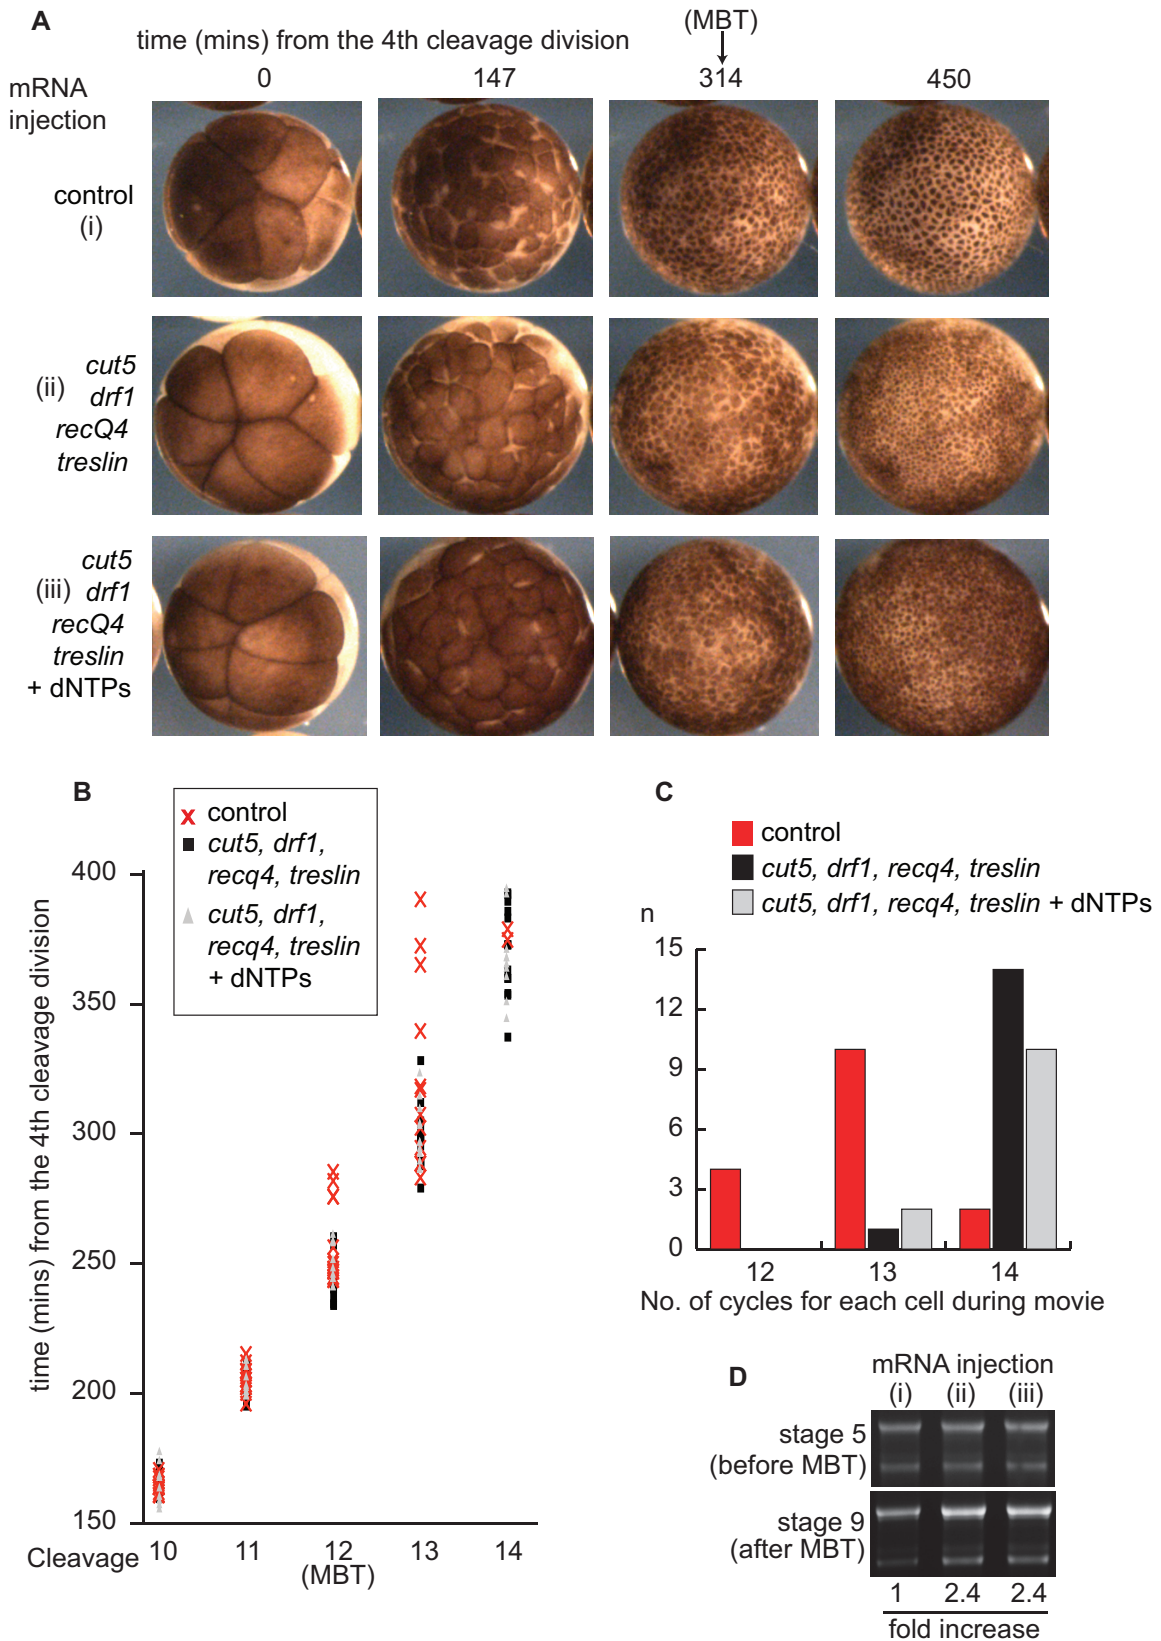 A
time (mins) from the 4th cleavage division
(MBT)
mRNA
injection
0 147 314 450
control
(i)
(ii) cut5
drf1
recQ4
treslin
(iii) cut5
drf1
recQ4
treslin
+ dNTPs
B
control
cut5, drf1,
recq4, treslin
cut5, drf1,
recq4, treslin
+ dNTPs
time (mins) from the 4th cleavage division
400
350
300
250
200
150
Cleavage 10 11 12 13 14
(MBT)
C
control
cut5, drf1, recq4, treslin
cut5, drf1, recq4, treslin + dNTPs
n
15
12
9
6
3
0
12 13 14
No. of cycles for each cell during movie
D
mRNA injection
(i) (ii) (iii)
stage 5
(before MBT)
stage 9
(after MBT)
1 2.4 2.4
fold increase